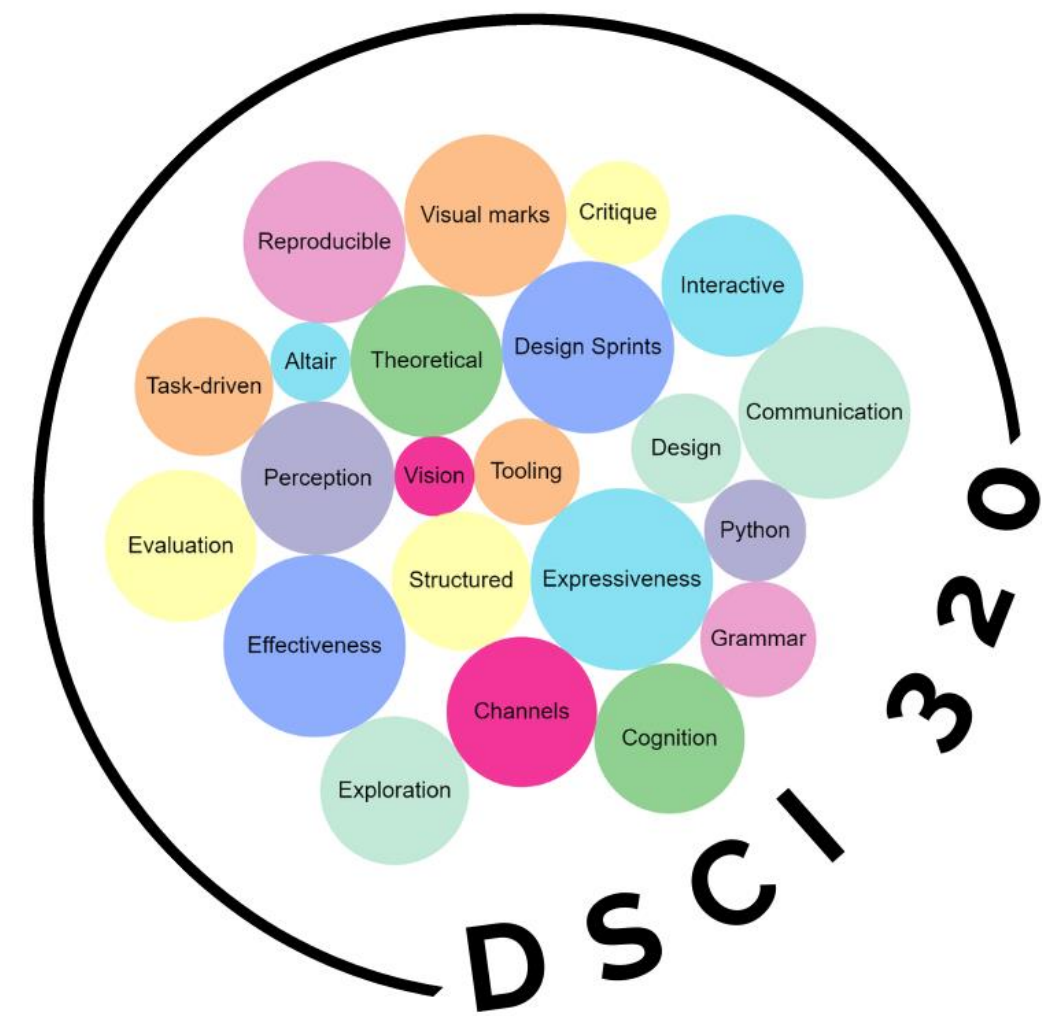 Visual marks
Critique
Reproducible
Interactive
Design Sprints
Altair
Theoretical
Task-driven
Communication
Design
Tooling
Vision
Perception
Python
Evaluation
Structured
Expressiveness
Grammar
Effectiveness
Channels
Cognition
Exploration
DSCI 320